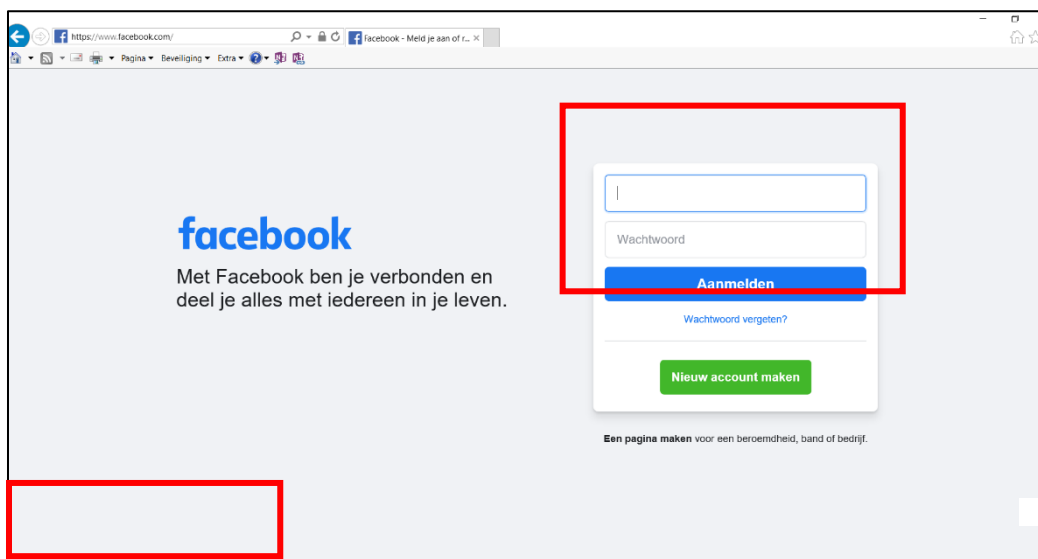 https://www.facebook.com/
Facebook - Meld je aan of r...
Pagina Beveiliging Extra
facebook
Met Facebook ben je verbonden en
deel je alles met iedereen in je leven.
Wachtwoord
Aanmelden
Wachtwoord vergeten?
Nieuw account maken
Een pagina maken voor een beroemdheid, band of bedrijf.